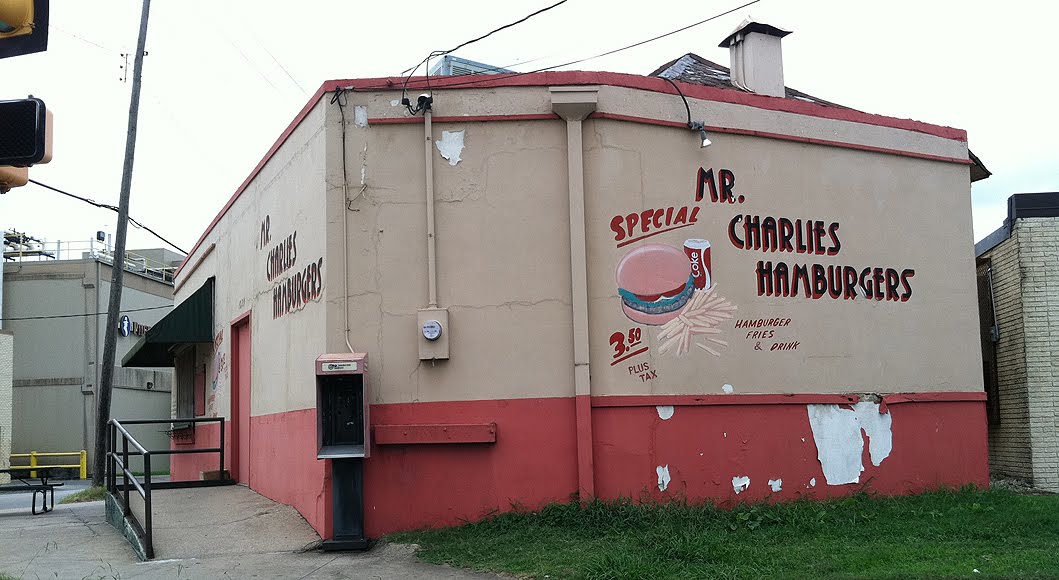 MR.
CHARLIES
HAMBURGERS
SPECIAL
MR.
CHARLIES
HAMBURGERS
Coke
3.50
PLUS
TAX
HAMBURGER
FRIES
& DRINK